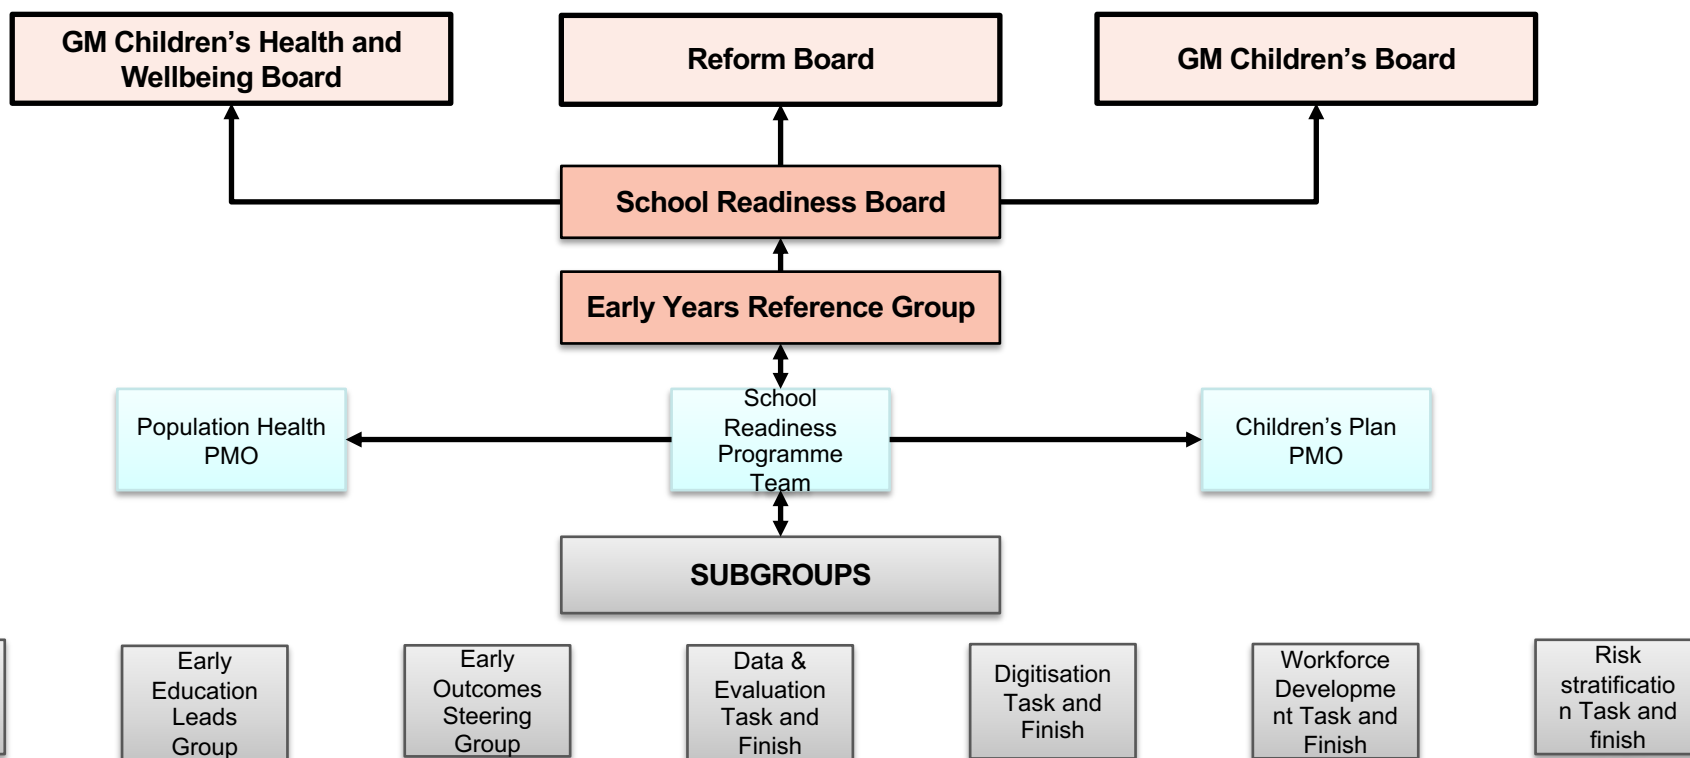 GM Children's Health and
Wellbeing Board
Reform Board
GM Children's Board
School Readiness Board
Early Years Reference Group
Population Health
PMO
School
Readiness
Programme
Team
Children's Plan
PMO
SUBGROUPS
Early
Education
Leads
Group
Early
Outcomes
Steering
Group
Data &
Evaluation
Task and
Finish
Digitisation
Task and
Finish
Workforce
Developme
nt Task and
Finish
Risk
stratificatio
n Task and
finish